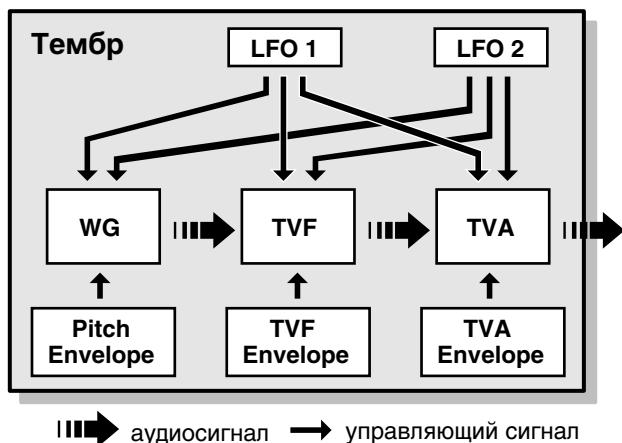 Тембр
LFO 1
LFO 2
WG
TVF
TVA
Pitch
Envelope
TVF
Envelope
TVA
Envelope
аудиосигнал
управляющий сигнал